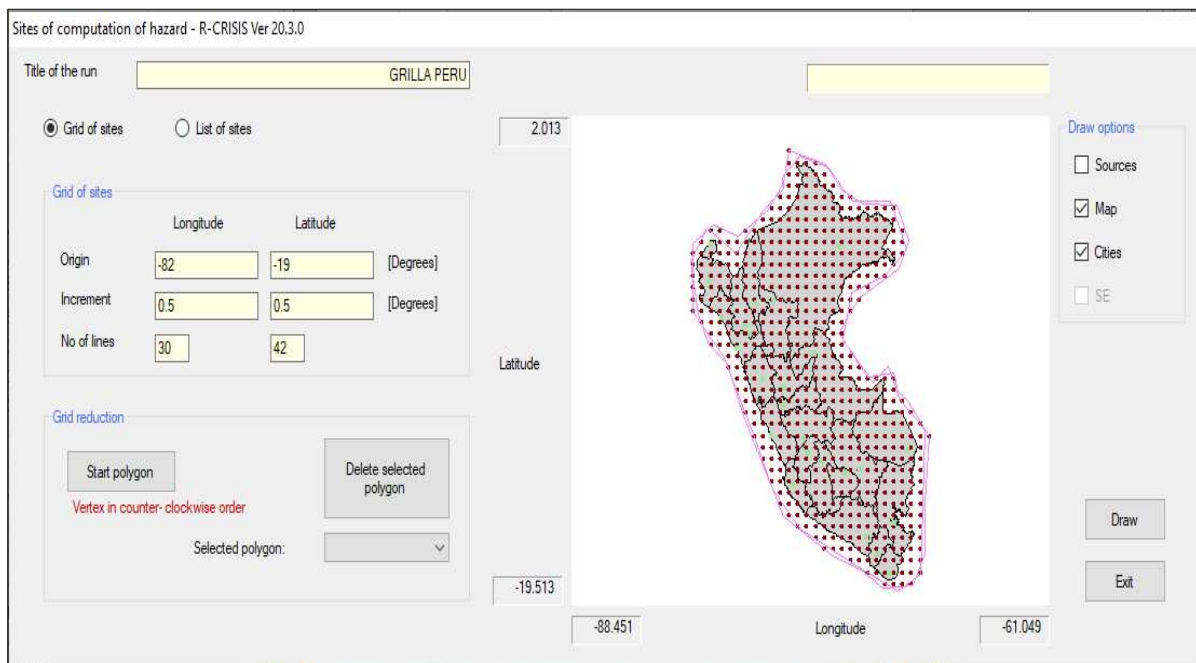 Sites of computation of hazard - R-CRISIS Ver 20.3.0
Title of the run
GRILLA PERU
Grid of sites
List of sites
2.013
Draw options
Sources
Map
Cities
SE
Grid of sites
Longitude
Latitude
Origin
-82
-19
[Degrees]
Increment
0.5
0.5
[Degrees]
No of lines
30
42
Latitude
Grid reduction
Start polygon
Delete selected
polygon
Vertex in counter- clockwise order
Selected polygon:
Draw
Exit
-19.513
-88.451
Longitude
-61.049